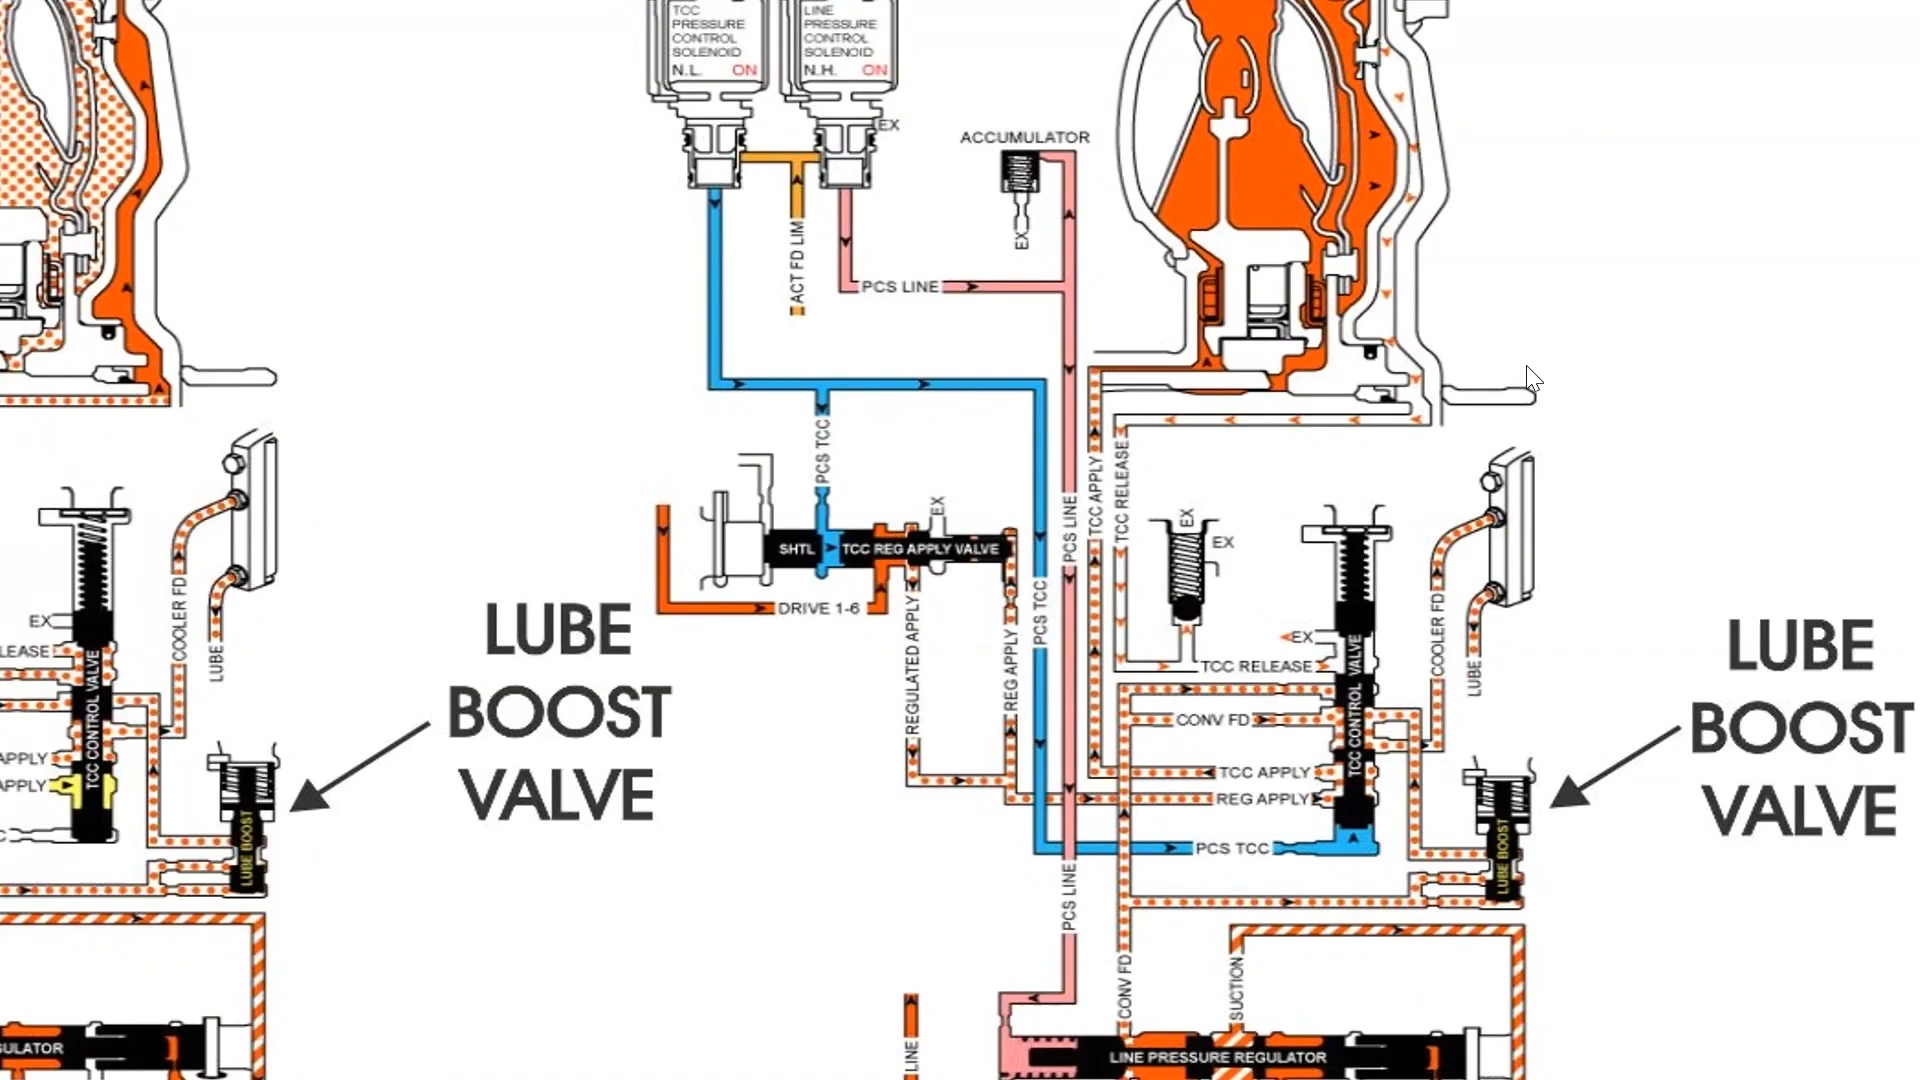 TCC
PRESSURE
CONTROL
SOLENOID
N.L. ON
LINE
PRESSURE
CONTROL
SOLENOID
N.H. ON
EX
ACCUMULATOR
EX
ACT FD LIM
PCS LINE
PCS TCC
EX
SHTL
TCC REG APPLY VALVE
DRIVE 1-6
REGULATED APPLY
REG APPLY
PCS TCC
PCS LINE
TCC APPLY
TCC RELEASE
EX
EX
EX
TCC RELEASE
CONV FD
TCC APPLY
REG APPLY
PCS TCC
TCC CONTROL VALVE
COOLER FD
LUBE
LUBE BOOST
LUBE
BOOST
VALVE
PCS LINE
CONV FD
SUCTION
LINE
LINE PRESSURE REGULATOR
EX
LEASE
APPLY
APPLY
C
TCC CONTROL VALVE
COOLER FD
LUBE
LUBE BOOST
LUBE
BOOST
VALVE
GULATOR